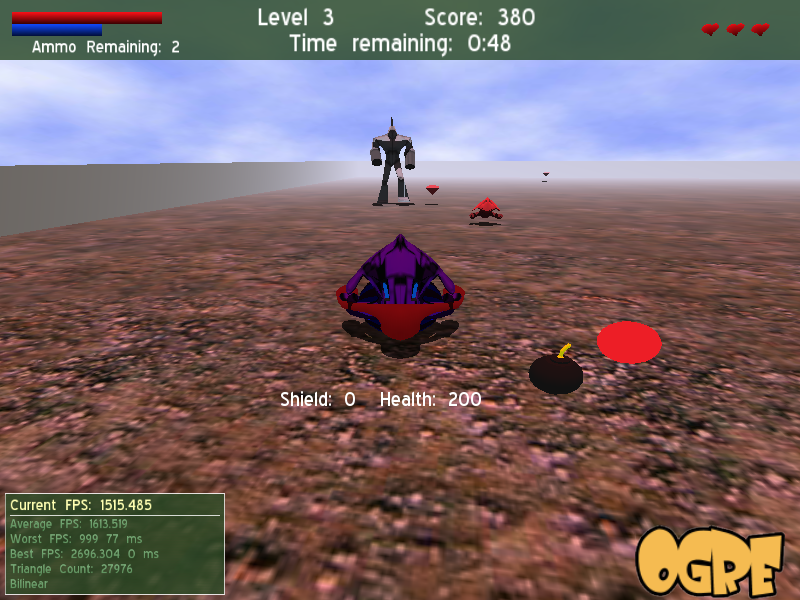 Level 3 Score: 380
Time remaining: 0:48
Ammo Remaining: 2
Shield: 0 Health: 200
Current FPS: 1515.485
Average FPS: 1613.519
Worst FPS: 999 77 ms
Best FPS: 2696.304 0 ms
Triangle Count: 27976
Bilinear
OGRE